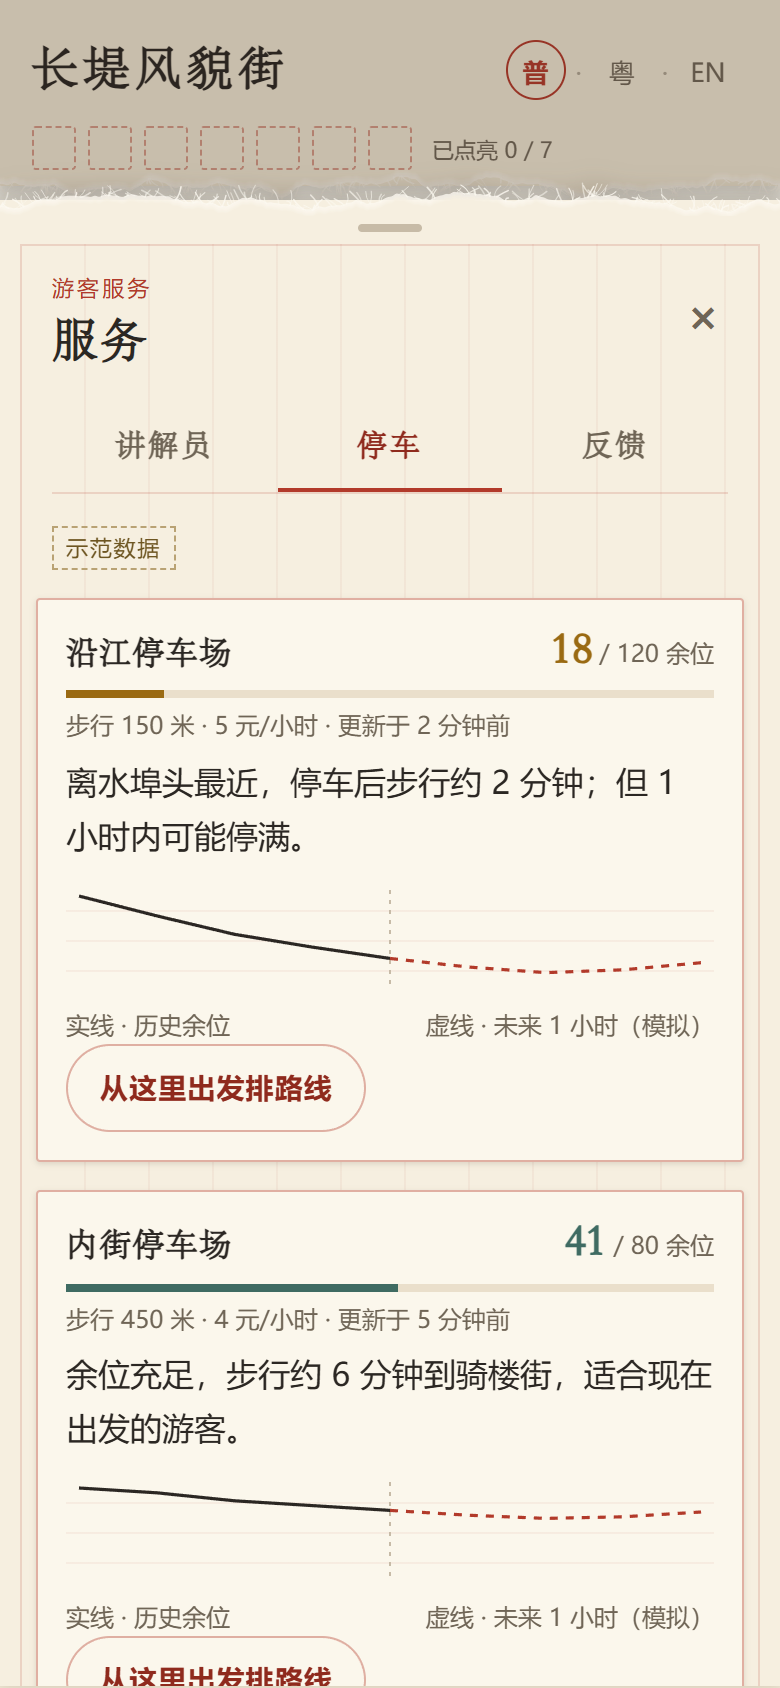 长堤风貌街
普 · 粤 · EN
已点亮 0 / 7
游客服务
服务
×
讲解员 停车 反馈
示范数据
沿江停车场 18 / 120 余位
步行 150 米 · 5 元/小时 · 更新于 2 分钟前
离水埠头最近，停车后步行约 2 分钟；但 1
小时内可能停满。
实线 · 历史余位 虚线 · 未来 1 小时（模拟）
从这里出发排路线
内街停车场 41 / 80 余位
步行 450 米 · 4 元/小时 · 更新于 5 分钟前
余位充足，步行约 6 分钟到骑楼街，适合现在
出发的游客。
实线 · 历史余位 虚线 · 未来 1 小时（模拟）
从这里出发排路线